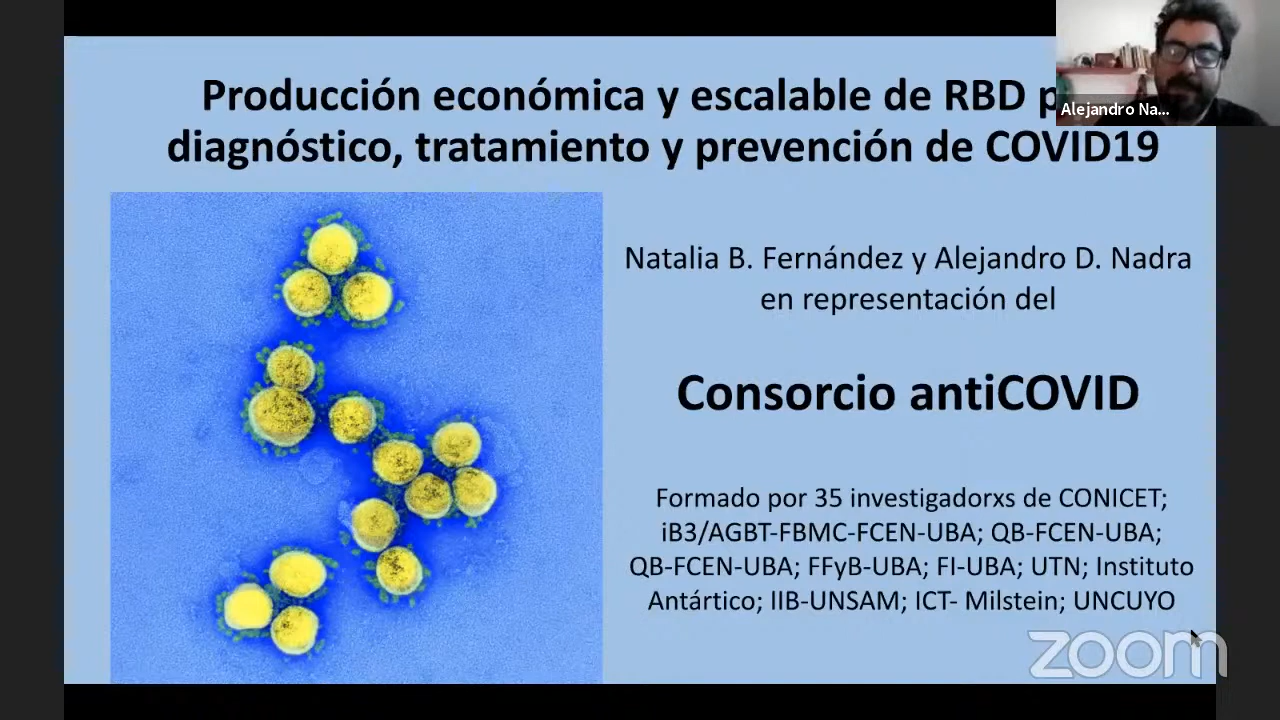 Producción económica y escalable de RBD p
diagnóstico, tratamiento y prevención de COVID19
Alejandro Na...
Natalia B. Fernández y Alejandro D. Nadra
en representación del
Consorcio antiCOVID
Formado por 35 investigadorxs de CONICET;
iB3/AGBT-FBMC-FCEN-UBA; QB-FCEN-UBA;
QB-FCEN-UBA; FFyB-UBA; FI-UBA; UTN; Instituto
Antártico; IIB-UNSAM; ICT- Milstein; UNCUYO
zoom